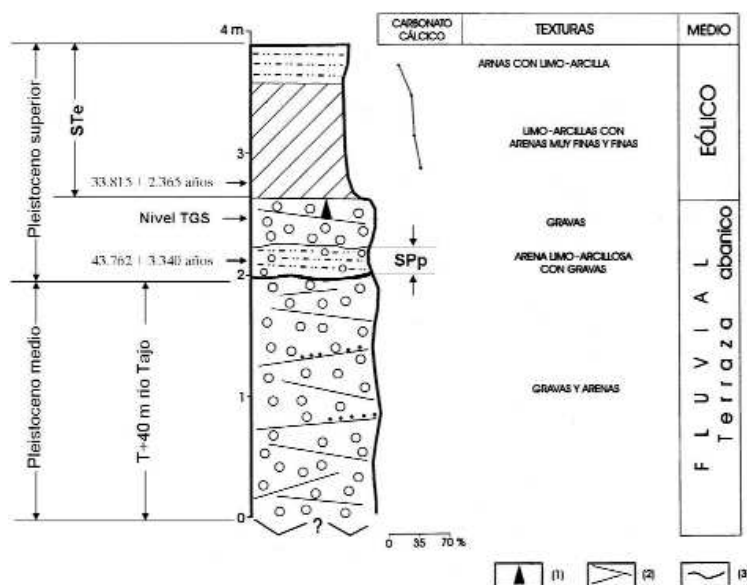 4 m
CARBONATO
CÁLCICO
TEXTURAS
MEDIO
ARNAS CON LIMO-ARCILLA
Pleistoceno superior
STe
EÓLICO
3
LIMO-ARCILLAS CON
ARENAS MUY FINAS Y FINAS
33.815 ± 2.365 años
Nivel TGS
GRAVAS
43.762 ± 3.340 años
SPp
ARENA LIMO-ARCILLOSA
CON GRAVAS
2
Pleistoceno medio
T+40 m río Tajo
1
GRAVAS Y ARENAS
FLUVIAL
Terraza abanico
0
?
0 35 70 %
(1) (2) (3